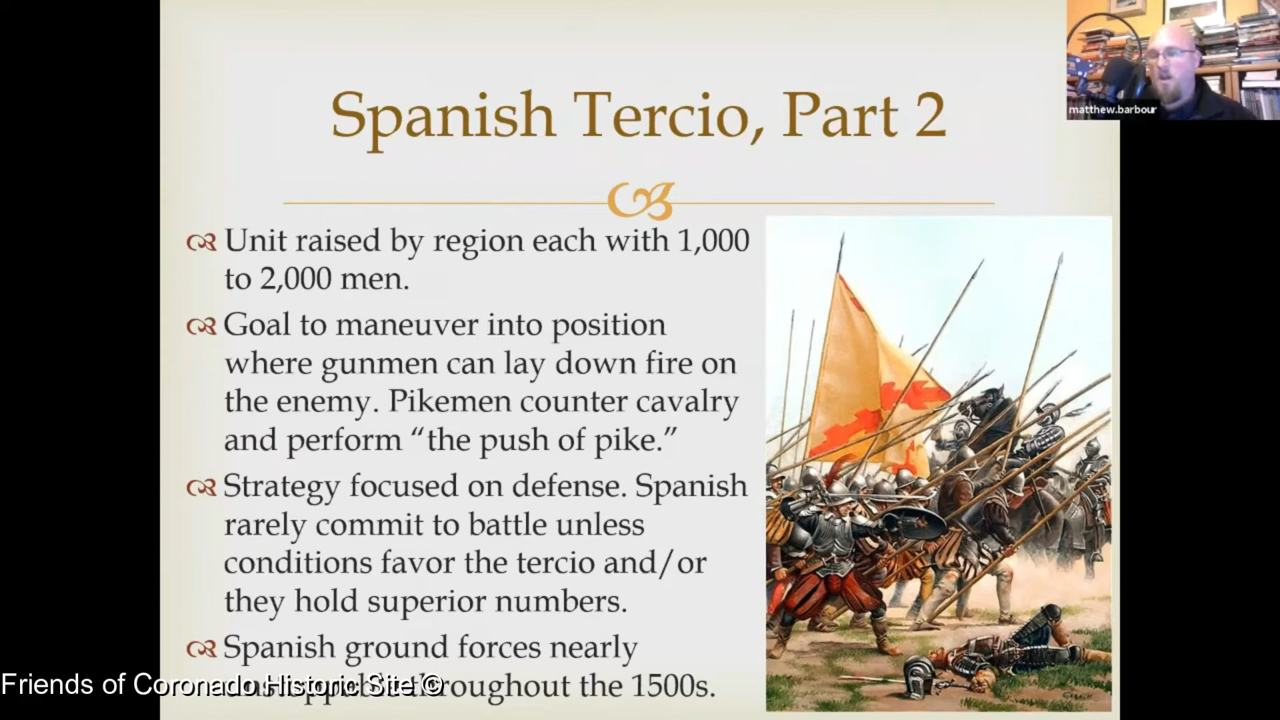 matthew.barbour
Spanish Tercio, Part 2
Unit raised by region each with 1,000
to 2,000 men.
Goal to maneuver into position
where gunmen can lay down fire on
the enemy. Pikemen counter cavalry
and perform “the push of pike.”
Strategy focused on defense. Spanish
rarely commit to battle unless
conditions favor the tercio and/or
they hold superior numbers.
Spanish ground forces nearly
throughout the 1500s.
Friends of Coronado Historic Site ©